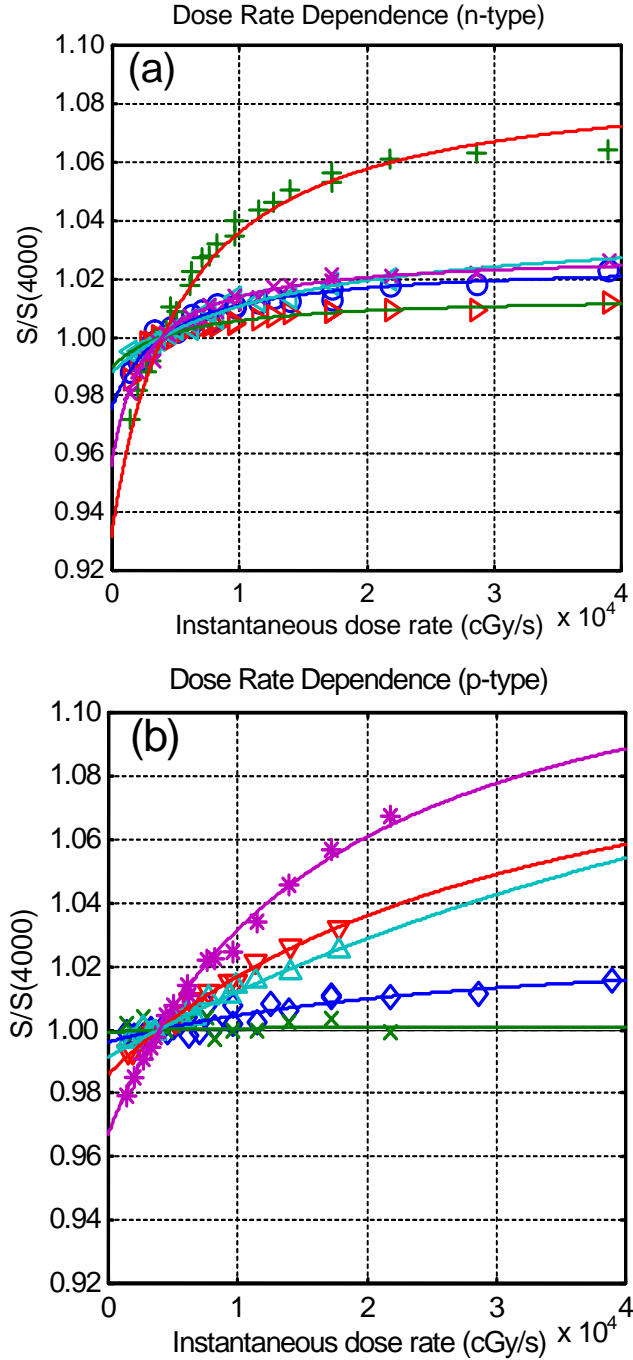 Dose Rate Dependence (n-type)
(a)
1.10
1.08
1.06
1.04
1.02
1.00
0.98
0.96
0.94
0.92
S/S(4000)
0 1 2 3 4
Instantaneous dose rate (cGy/s) × 10^4
Dose Rate Dependence (p-type)
(b)
1.10
1.08
1.06
1.04
1.02
1.00
0.98
0.96
0.94
0.92
S/S(4000)
0 1 2 3 4
Instantaneous dose rate (cGy/s) × 10^4